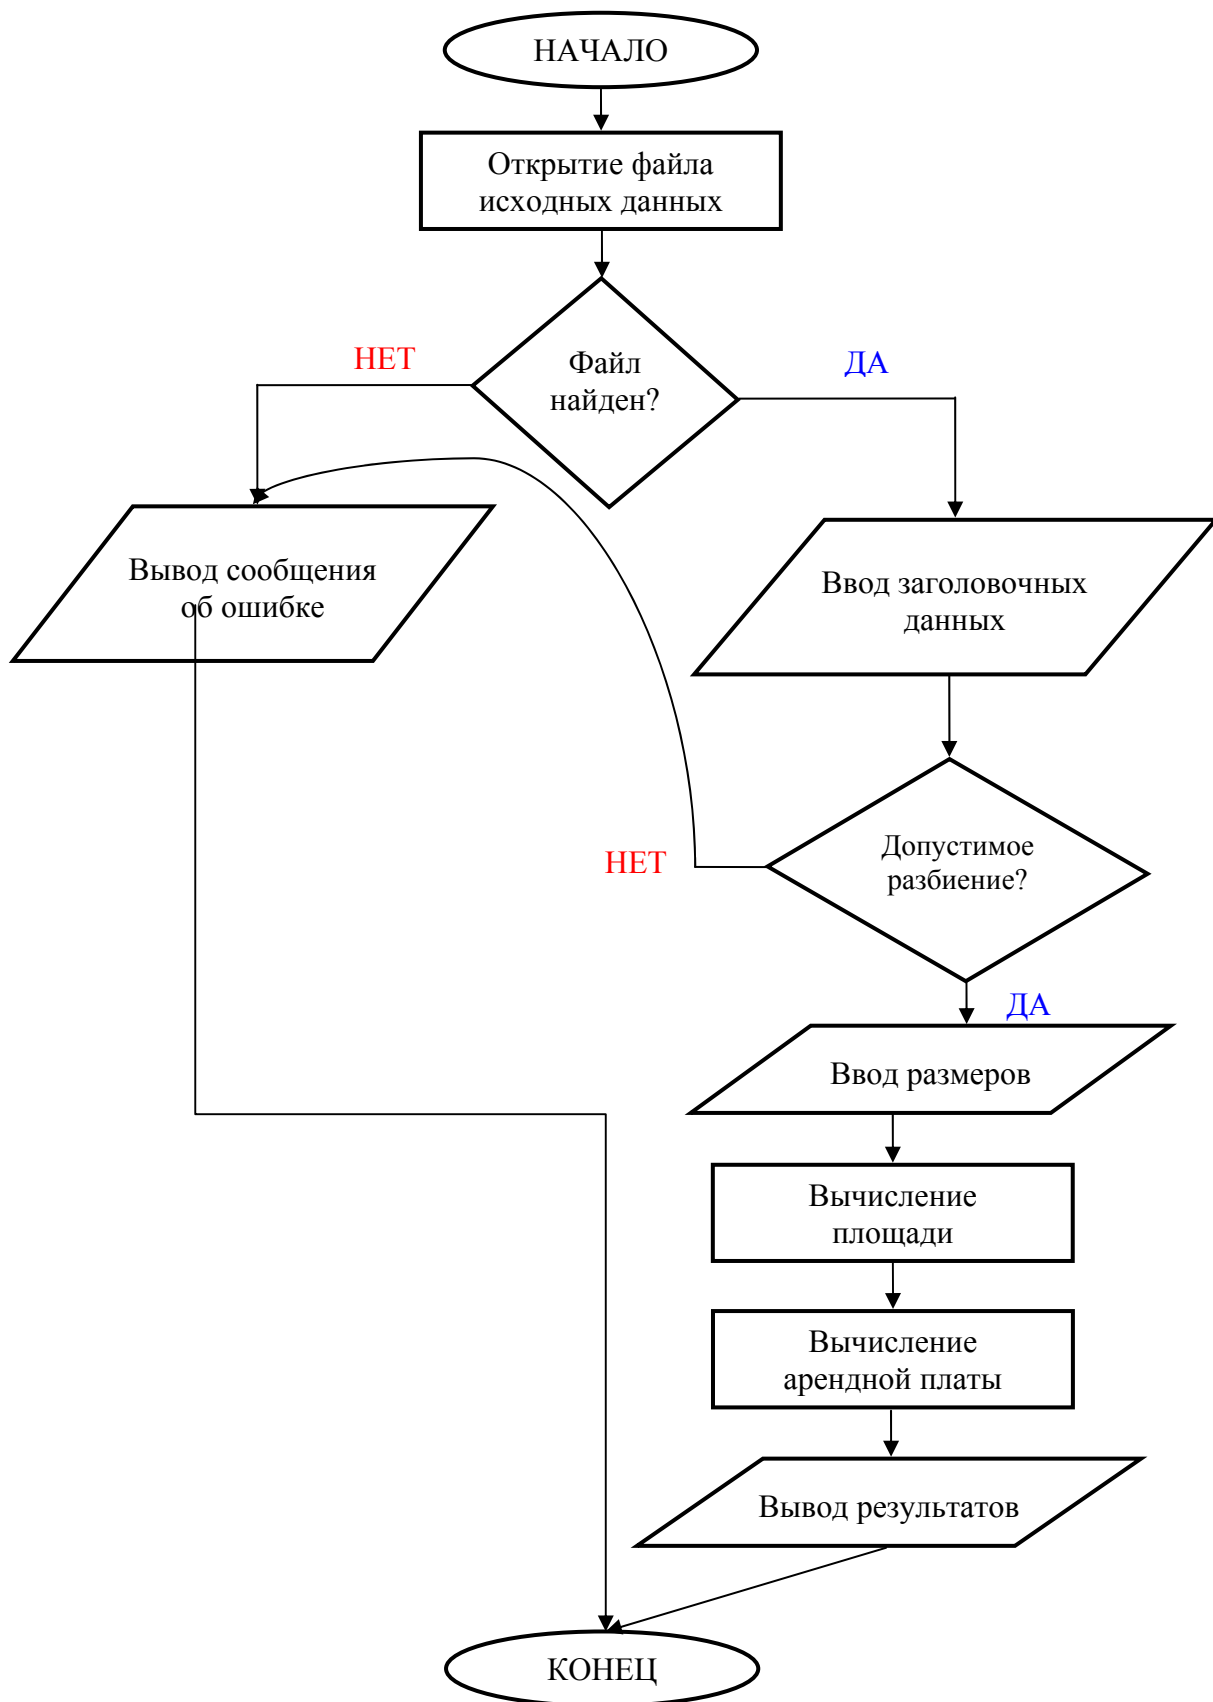 НАЧАЛО
Открытие файла
исходных данных
НЕТ
Файл
найден?
ДА
Вывод сообщения
об ошибке
Ввод заголовочных
данных
НЕТ
Допустимое
разбиение?
ДА
Ввод размеров
Вычисление
площади
Вычисление
арендной платы
Вывод результатов
КОНЕЦ